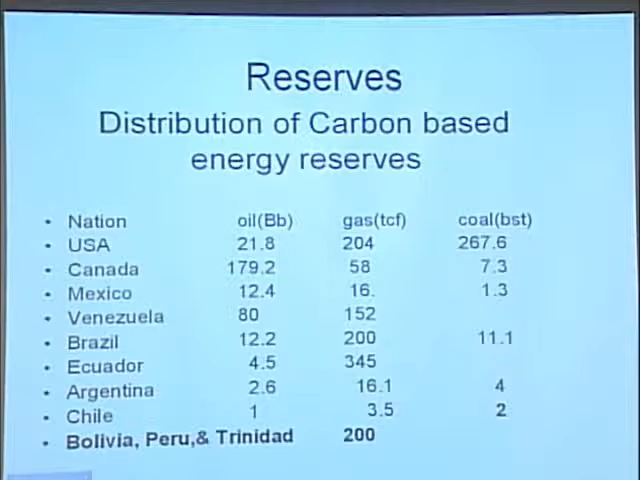 Reserves
Distribution of Carbon based
energy reserves
• Nation oil(Bb) gas(tcf) coal(bst)
• USA 21.8 204 267.6
• Canada 179.2 58 7.3
• Mexico 12.4 16. 1.3
• Venezuela 80 152
• Brazil 12.2 200 11.1
• Ecuador 4.5 345
• Argentina 2.6 16.1 4
• Chile 1 3.5 2
• Bolivia, Peru,& Trinidad 200